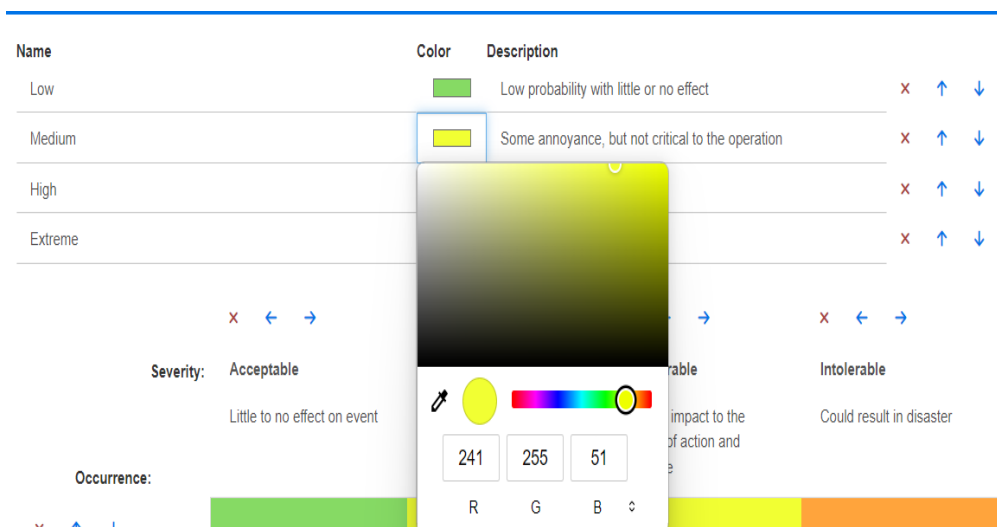 Name Color Description
Low Low probability with little or no effect
Medium Some annoyance, but not critical to the operation
High
Extreme
Severity: Acceptable rable Intolerable
Little to no effect on event impact to the Could result in disaster
of action and
e
Occurrence:
241 255 51
R G B